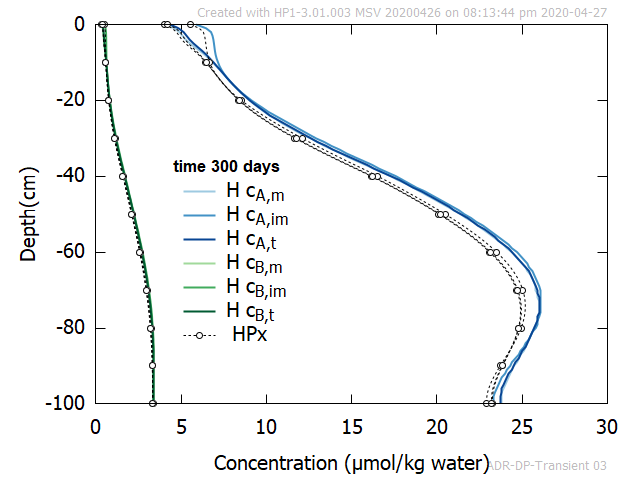 Created with HP1-3.01.003 MSV 20200426 on 08:13:44 pm 2020-04-27
0
-20
-40
-60
-80
-100
Depth(cm)
time 300 days
H cA,m
H cA,im
H cA,t
H cB,m
H cB,im
H cB,t
HPx
0 5 10 15 20 25 30
Concentration (µmol/kg water)
ADR-DP-Transient 03